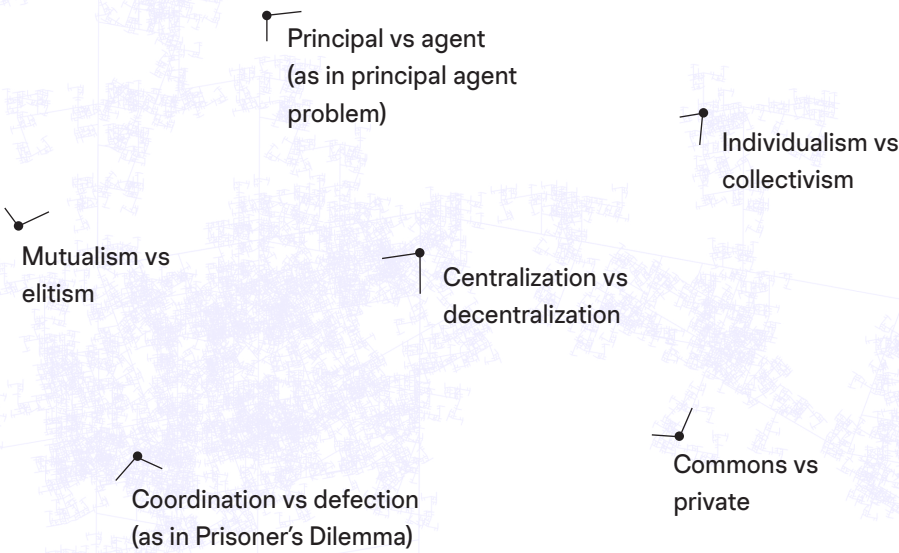 Principal vs agent
(as in principal agent
problem)
Individualism vs
collectivism
Mutualism vs
elitism
Centralization vs
decentralization
Commons vs
private
Coordination vs defection
(as in Prisoner’s Dilemma)